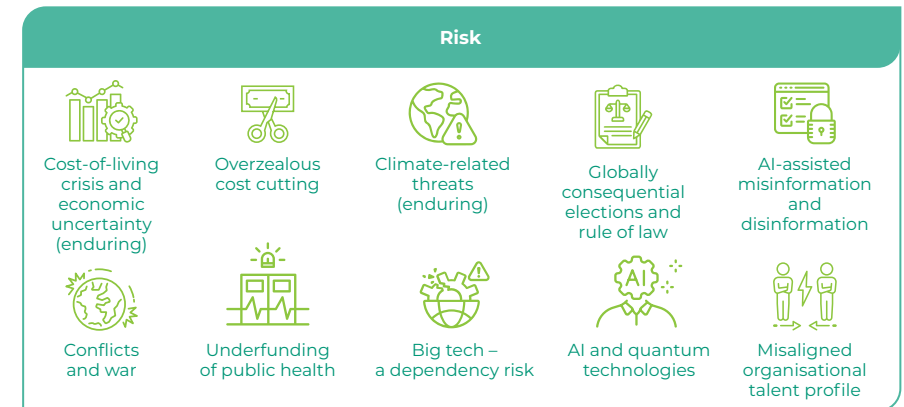 Risk
Cost-of-living
crisis and
economic
uncertainty
(enduring)
Overzealous
cost cutting
Climate-related
threats
(enduring)
Globally
consequential
elections and
rule of law
AI-assisted
misinformation
and
disinformation
Conflicts
and war
Underfunding
of public health
Big tech –
a dependency risk
AI
AI and quantum
technologies
Misaligned
organisational
talent profile